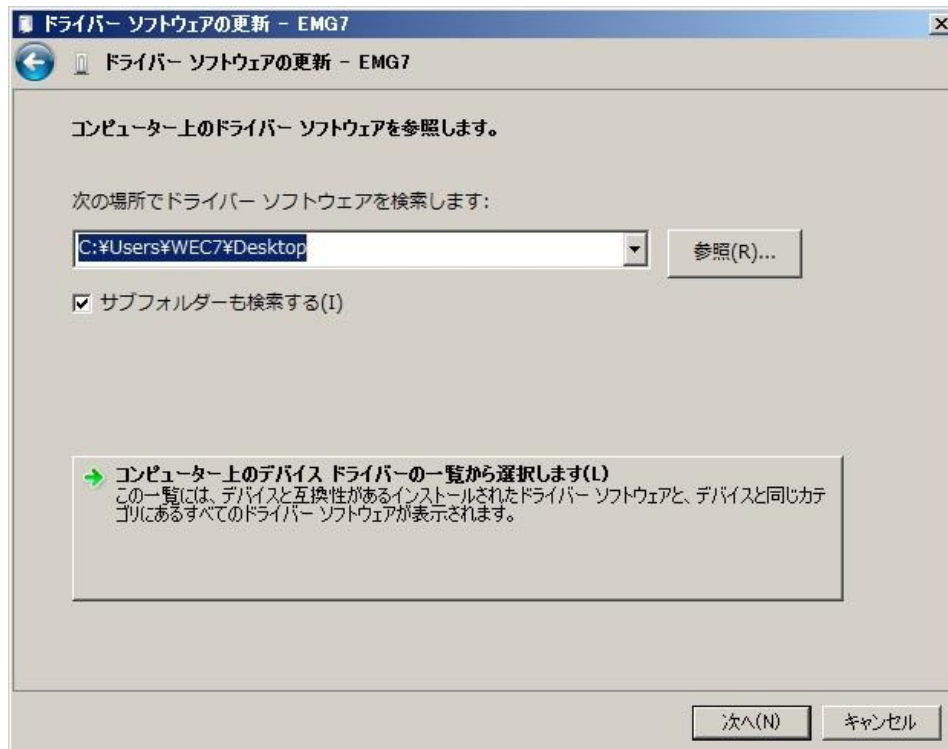 ドライバー ソフトウェアの更新 - EMG7
ドライバー ソフトウェアの更新 - EMG7
コンピューター上のドライバー ソフトウェアを参照します。
次の場所でドライバー ソフトウェアを検索します:
C:¥Users¥WEC7¥Desktop
参照(R)...
サブフォルダーも検索する(I)
コンピューター上のデバイス ドライバーの一覧から選択します(L)
この一覧には、デバイスと互換性があるインストールされたドライバー ソフトウェアと、デバイスと同じカテ
ゴリにあるすべてのドライバー ソフトウェアが表示されます。
次へ(N)
キャンセル